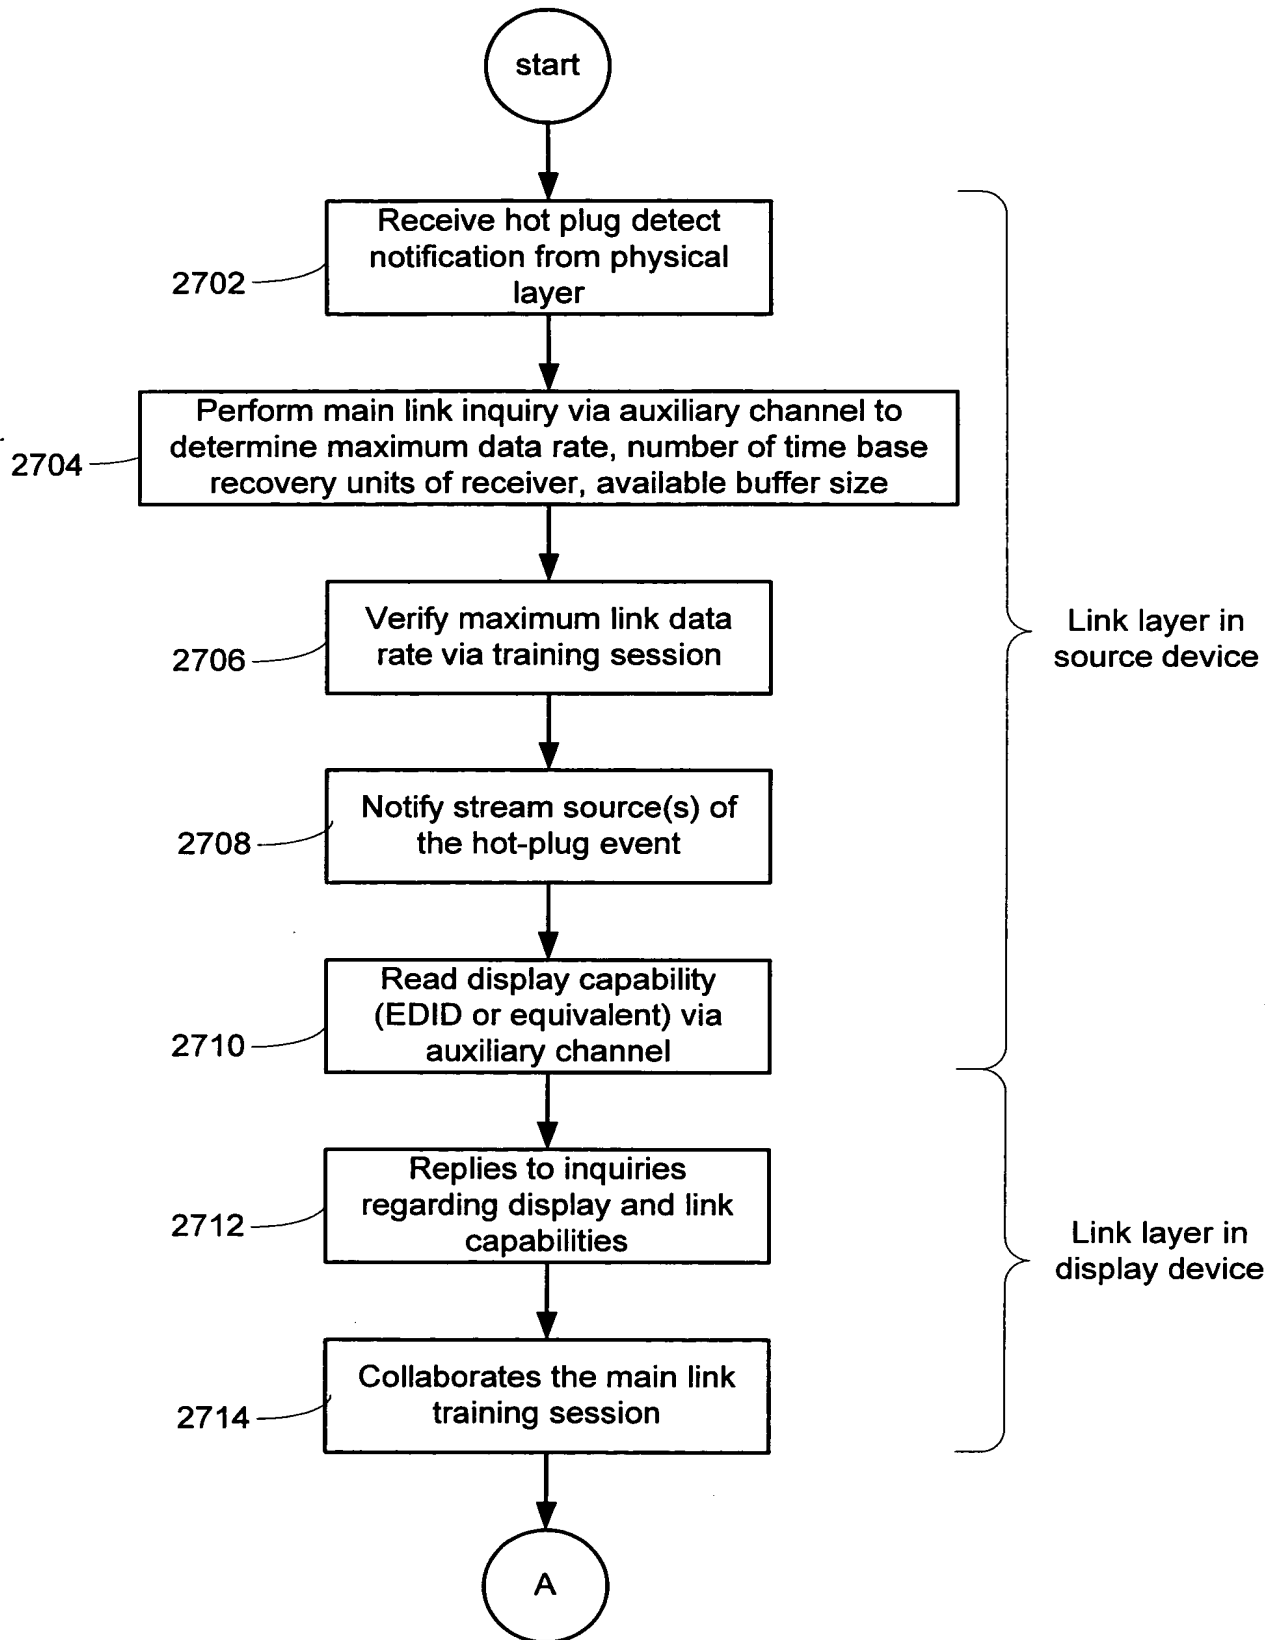 start
Receive hot plug detect
notification from physical
layer
2702
Perform main link inquiry via auxiliary channel to
determine maximum data rate, number of time base
recovery units of receiver, available buffer size
2704
Verify maximum link data
rate via training session
2706
Link layer in
source device
Notify stream source(s) of
the hot-plug event
2708
Read display capability
(EDID or equivalent) via
auxiliary channel
2710
Replies to inquiries
regarding display and link
capabilities
2712
Link layer in
display device
Collaborates the main link
training session
2714
A